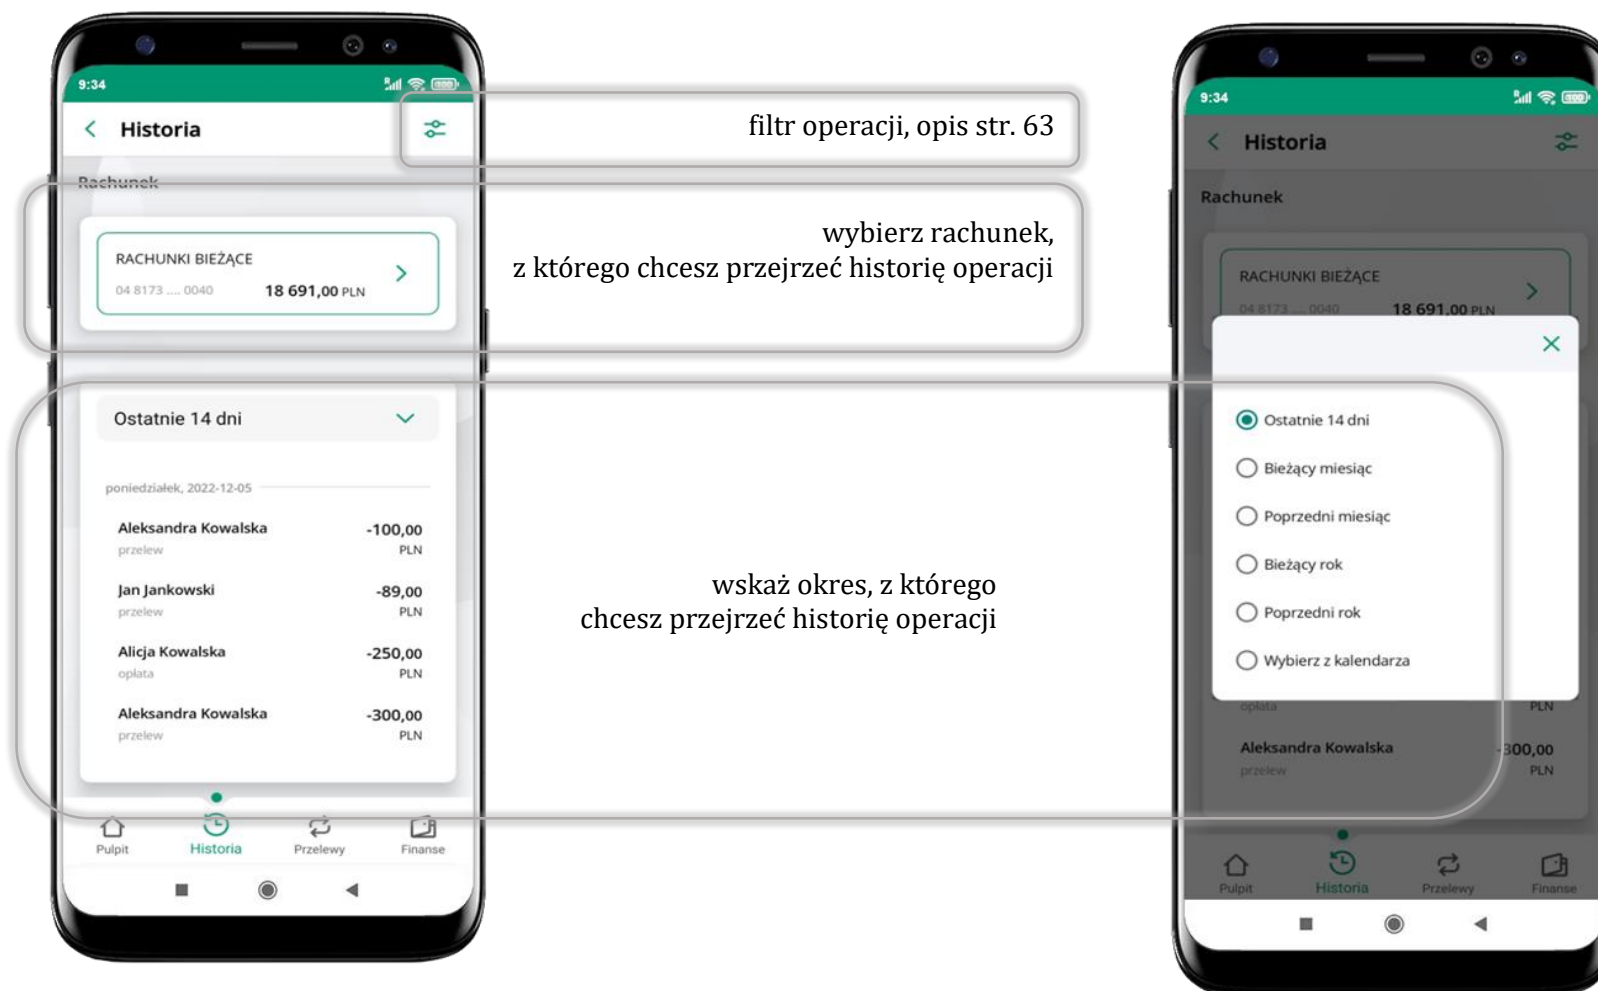 9:34
Historia
filtr operacji, opis str. 63
Rachunek
wybierz rachunek,
z którego chcesz przejrzeć historię operacji
RACHUNKI BIEŻĄCE
04 8173 .... 0040 18 691,00 PLN
Ostatnie 14 dni
poniedziałek, 2022-12-05
Aleksandra Kowalska -100,00
przelew PLN
Jan Jankowski -89,00
przelew PLN
Alicja Kowalska -250,00
opłata PLN
Aleksandra Kowalska -300,00
przelew PLN
wskaż okres, z którego
chcesz przejrzeć historię operacji
Pulpit Historia Przelewy Finanse
9:34
Historia
Rachunek
RACHUNKI BIEŻĄCE
04 8173 .... 0040 18 691,00 PLN
Ostatnie 14 dni
Bieżący miesiąc
Poprzedni miesiąc
Bieżący rok
Poprzedni rok
Wybierz z kalendarza
opłata PLN
Aleksandra Kowalska -300,00
przelew PLN
Pulpit Historia Przelewy Finanse